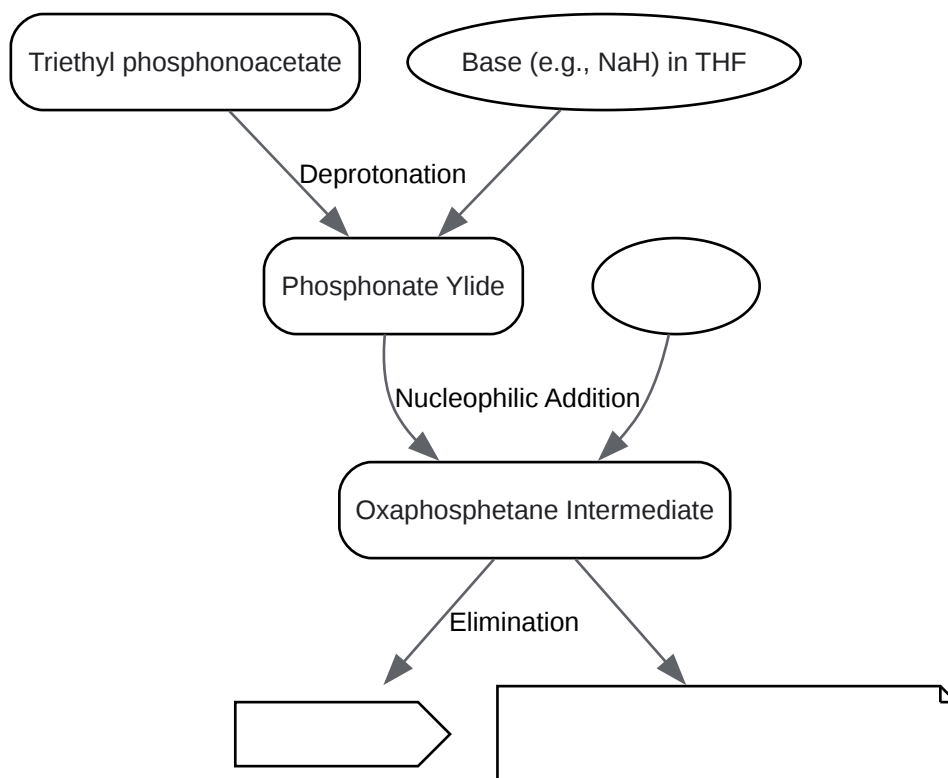 Triethyl phosphonoacetate
Base (e.g., NaH) in THF
Deprotonation
Phosphonate Ylide
Nucleophilic Addition
Oxaphosphetane Intermediate
Elimination